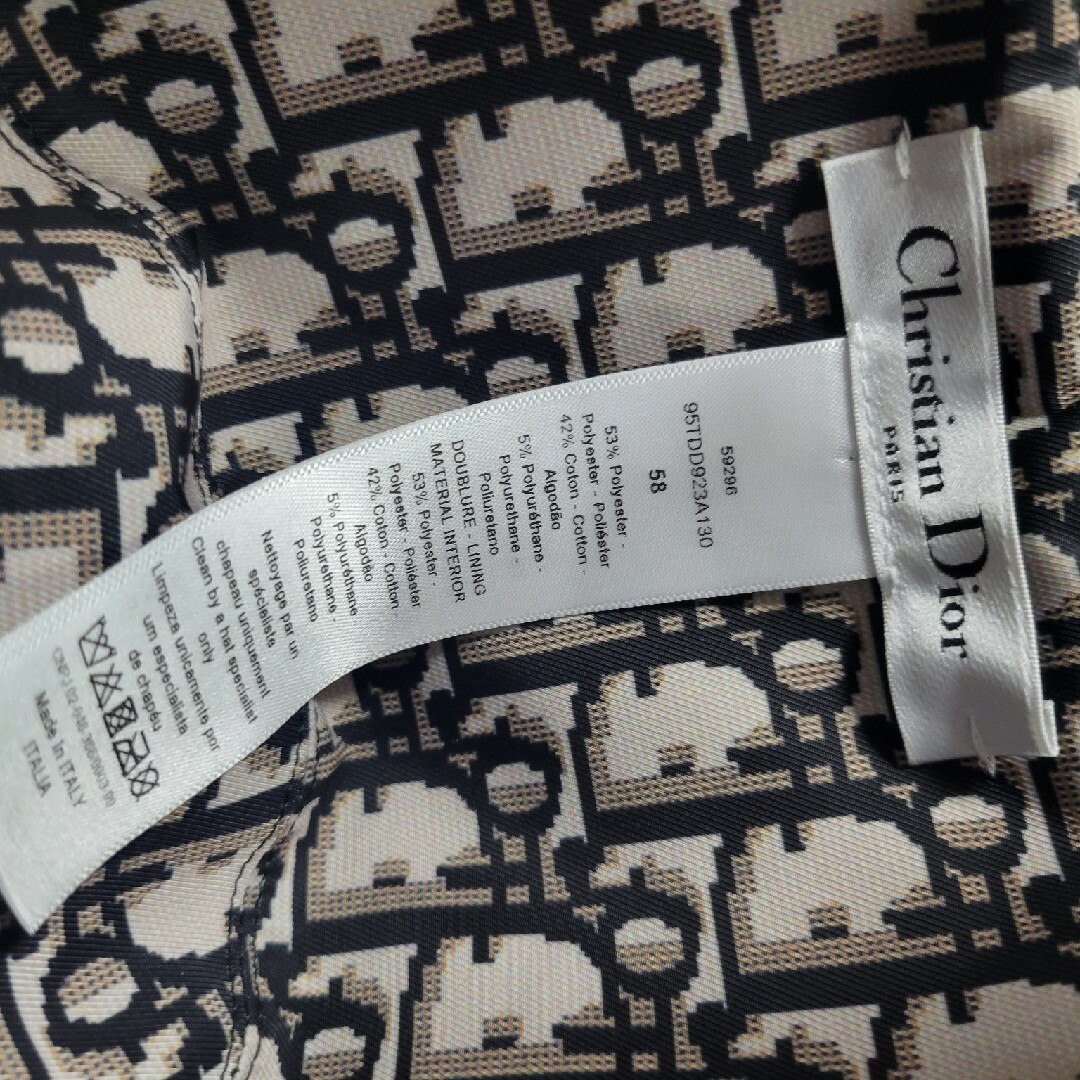 Christian Dior
PARIS
59296
95TDD923A130
58
53% Polyester -
Polyester - Poliéster
42% Coton - Cotton -
Algodão
5% Polyuréthane -
Polyurethane -
Poliuretano
DOUBLURE - LINING
MATERIAL INTERIOR
53% Polyester -
Polyester - Poliéster
42% Coton - Cotton -
Algodão
5% Polyuréthane -
Polyurethane -
Poliuretano
Nettoyage par un
spécialiste
chapeau uniquement
Clean by a hat specialist
only
Limpeza unicamente por
um especialista
de chapéu
Made in ITALY
ITALIA